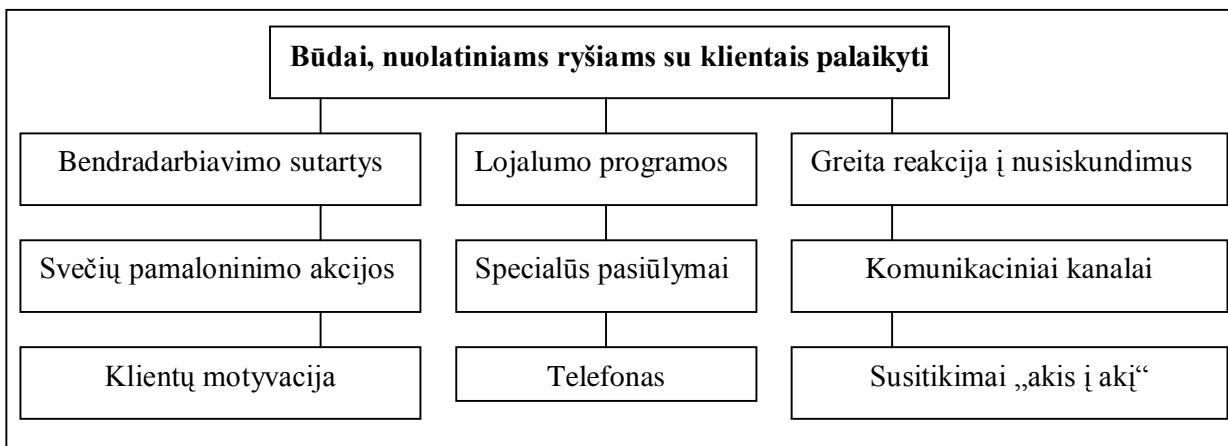 Būdai, nuolatiniams ryšiams su klientais palaikyti
Bendradarbiavimo sutartys
Lojalumo programos
Greita reakcija į nusiskundimus
Svečių pamaloninimo akcijos
Specialūs pasiūlymai
Komunikaciniai kanalai
Klientų motyvacija
Telefonas
Susitikimai „akis į akį“